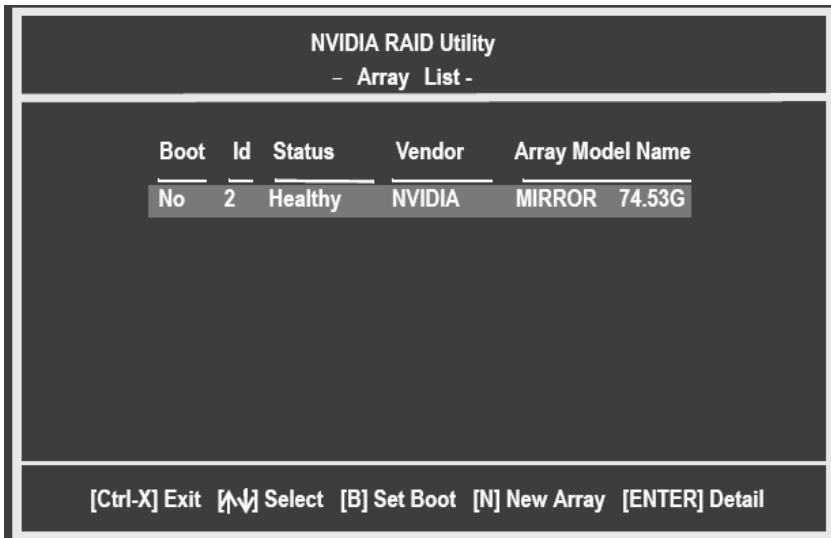 NVIDIA RAID Utility
– Array List -
Boot Id Status Vendor Array Model Name
No 2 Healthy NVIDIA MIRROR 74.53G
[Ctrl-X] Exit [↑↓] Select [B] Set Boot [N] New Array [ENTER] Detail